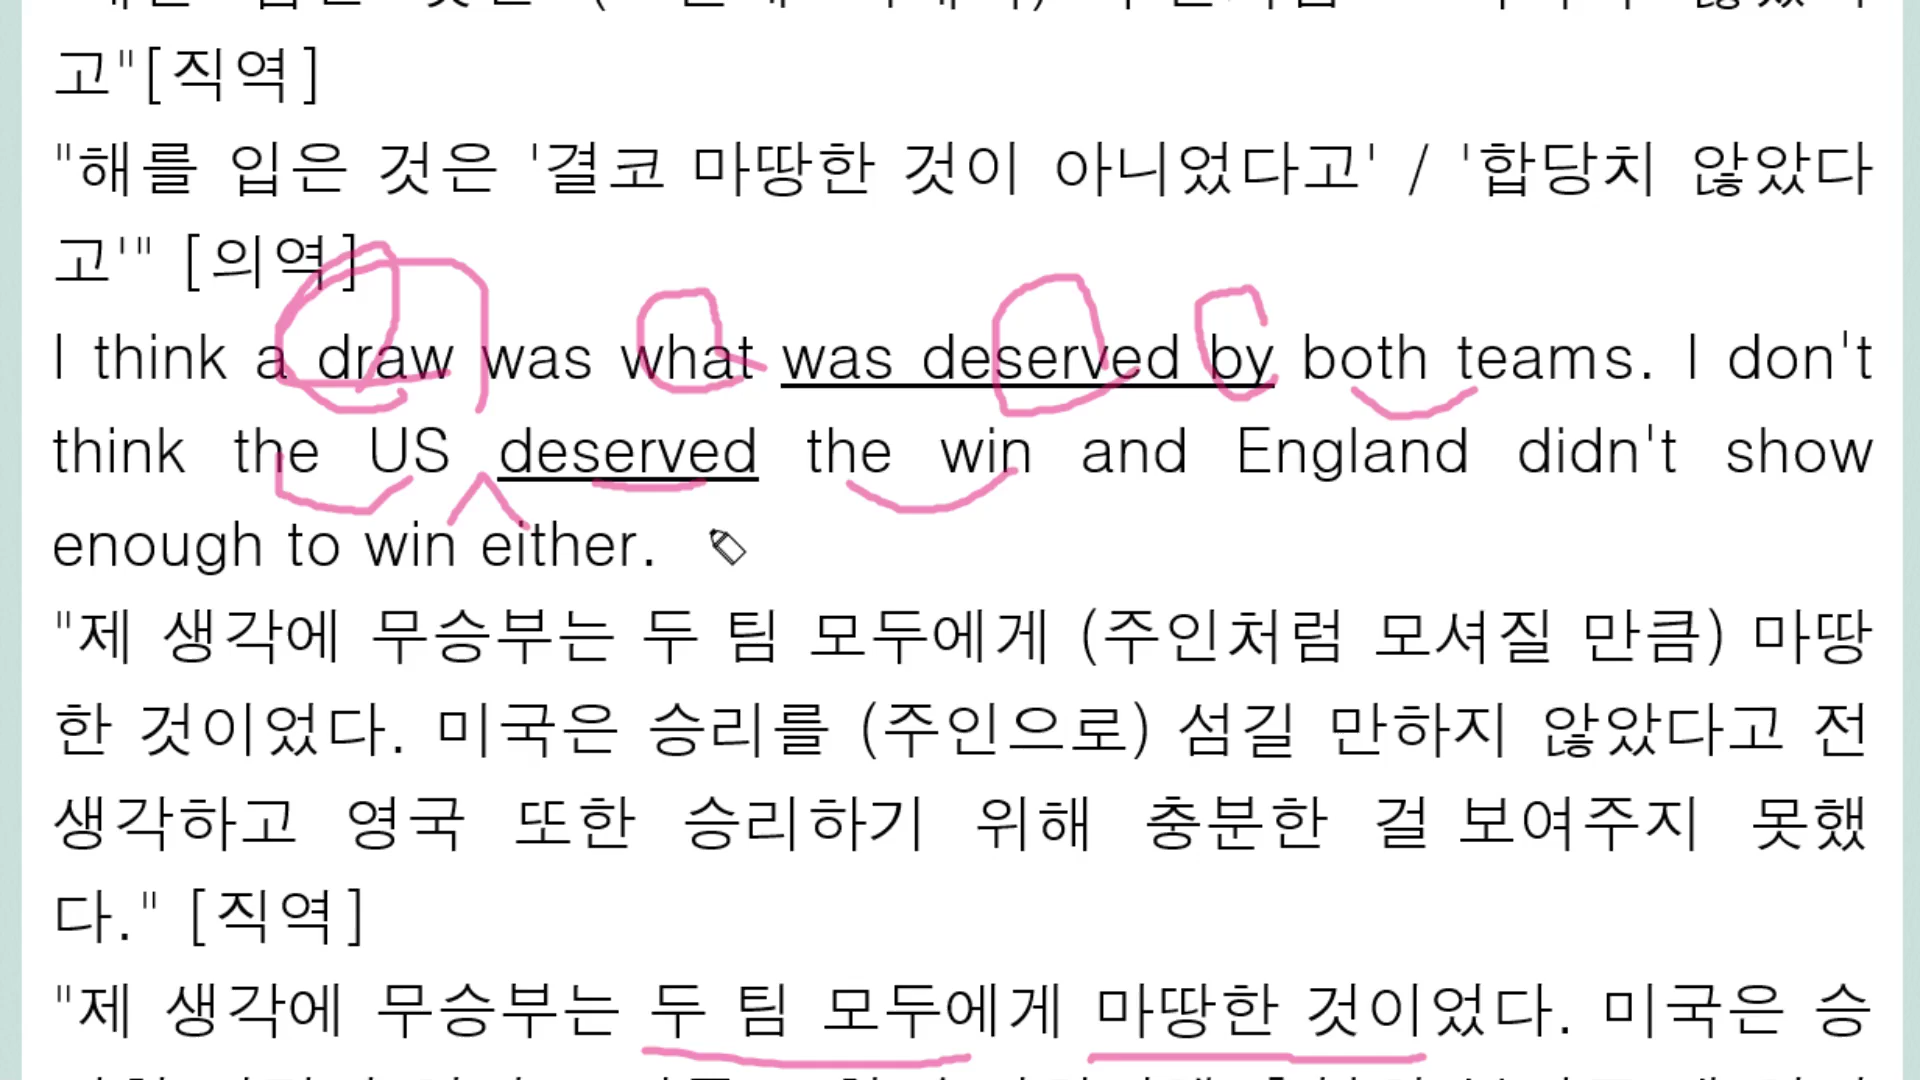 고"[직역]
"해를 입은 것은 '결코 마땅한 것이 아니었다고' / '합당치 않았다
고'" [의역]
I think a draw was what was deserved by both teams. I don't
think the US deserved the win and England didn't show
enough to win either.
"제 생각에 무승부는 두 팀 모두에게 (주인처럼 모셔질 만큼) 마땅
한 것이었다. 미국은 승리를 (주인으로) 섬길 만하지 않았다고 전
생각하고 영국 또한 승리하기 위해 충분한 걸 보여주지 못했
다." [직역]
"제 생각에 무승부는 두 팀 모두에게 마땅한 것이었다. 미국은 승